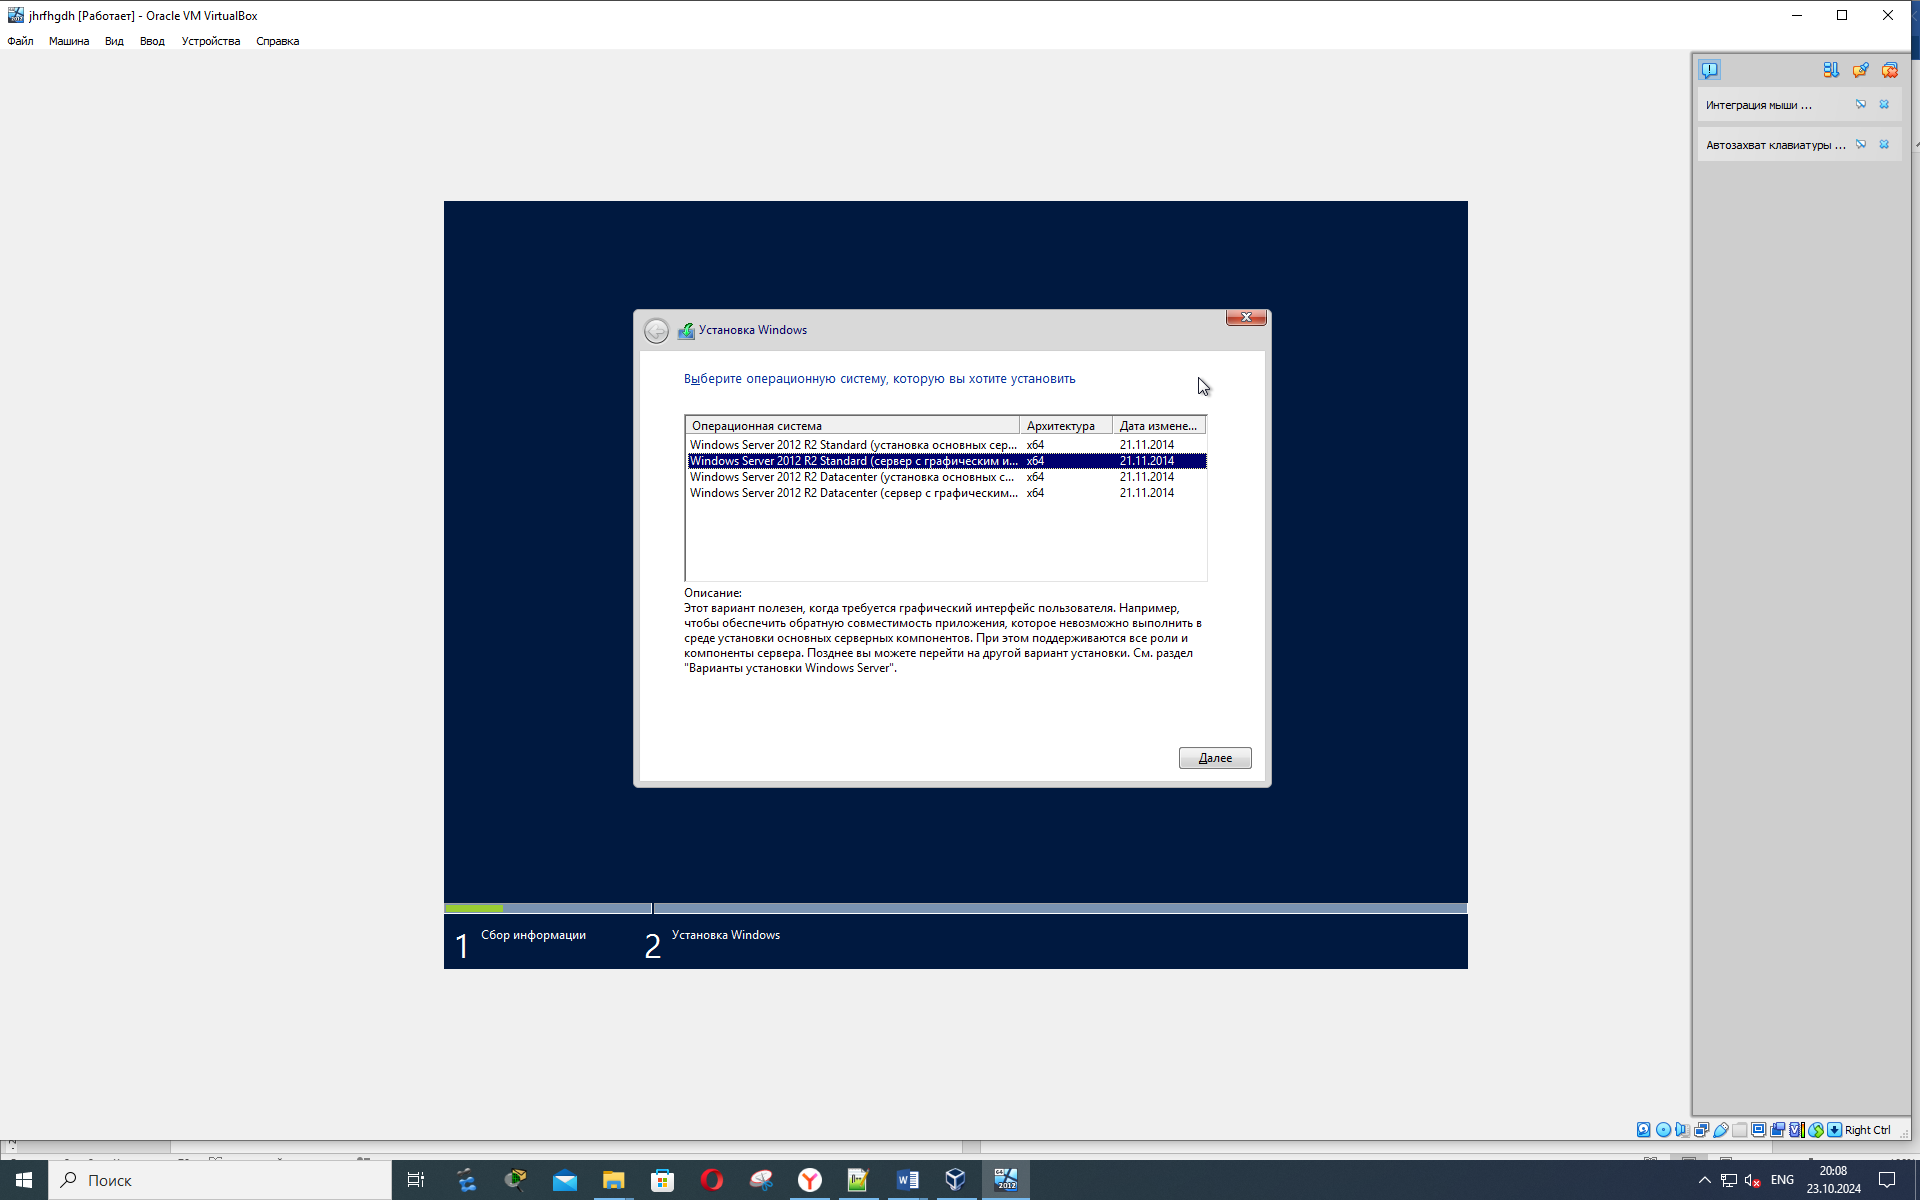 jhrfhgdh [Работает] - Oracle VM VirtualBox
Файл Машина Вид Ввод Устройства Справка
Интеграция мыши ...
Автозахват клавиатуры ...
Установка Windows
Выберите операционную систему, которую вы хотите установить
Операционная система Архитектура Дата измене...
Windows Server 2012 R2 Standard (установка основных сер... x64 21.11.2014
Windows Server 2012 R2 Standard (сервер с графическим и... x64 21.11.2014
Windows Server 2012 R2 Datacenter (установка основных с... x64 21.11.2014
Windows Server 2012 R2 Datacenter (сервер с графическим... x64 21.11.2014
Описание:
Этот вариант полезен, когда требуется графический интерфейс пользователя. Например,
чтобы обеспечить обратную совместимость приложения, которое невозможно выполнить в
среде установки основных серверных компонентов. При этом поддерживаются все роли и
компоненты сервера. Позднее вы можете перейти на другой вариант установки. См. раздел
"Варианты установки Windows Server".
Далее
1 Сбор информации 2 Установка Windows
Right Ctrl
Поиск
ENG
20:08
23.10.2024